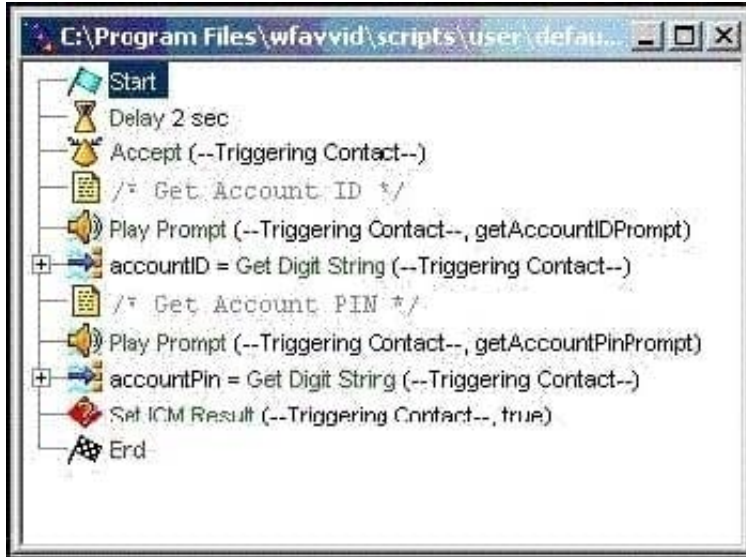 C:\Program Files\wfavvid\scripts\user\defau...
Start
Delay 2 sec
Accept (--Triggering Contact--)
/* Get Account ID */
Play Prompt (--Triggering Contact--, getAccountIDPrompt)
accountID = Get Digit String (--Triggering Contact--)
/* Get Account PIN */
Play Prompt (--Triggering Contact--, getAccountPinPrompt)
accountPin = Get Digit String (--Triggering Contact--)
Set ICM Result (--Triggering Contact--, true)
End